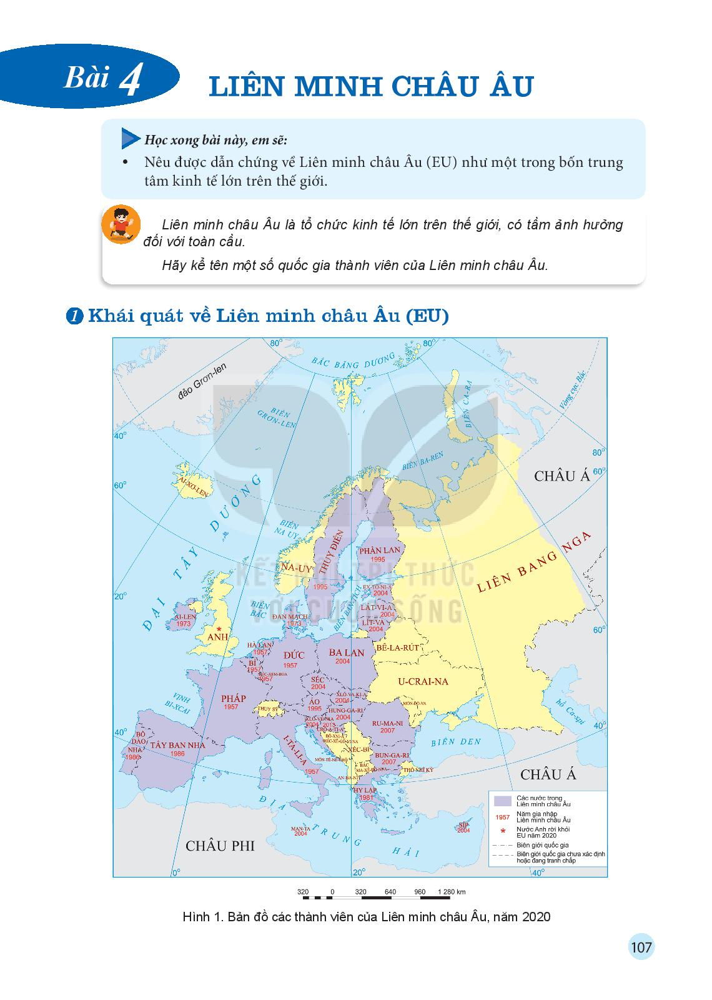 Bài 4
LIÊN MINH CHÂU ÂU
Học xong bài này, em sẽ:
• Nêu được dẫn chứng về Liên minh châu Âu (EU) như một trong bốn trung
tâm kinh tế lớn trên thế giới.
Liên minh châu Âu là tổ chức kinh tế lớn trên thế giới, có tầm ảnh hưởng
đối với toàn cầu.
Hãy kể tên một số quốc gia thành viên của Liên minh châu Âu.
1 Khái quát về Liên minh châu Âu (EU)
80°
80°
BẮC BĂNG DƯƠNG
đảo Grơn-len
Vòng cực Bắc
BIỂN CA-RA
BIỂN
GRƠN-LEN
40°
80°
BIỂN BA-REN
60°
CHÂU Á
AI-XƠ-LEN
60°
ĐẠI TÂY DƯƠNG
BIỂN
NA UY
THUỴ ĐIỂN
1995
PHẦN LAN
1995
LIÊN BANG NGA
NA-UY
KẾT NỐI TRI THỨC
VỚI CUỘC SỐNG
EX-TÔ-NI-A
2004
20°
BIỂN
BẮC
BIỂN BAN-TÍCH
LÁT-VI-A
2004
AI-LEN
1973
ĐAN MẠCH
1973
LÍT-VA
2004
60°
*
ANH
HÀ LAN
1957
BÊ-LA-RÚT
BỈ
1957
ĐỨC
1957
BA LAN
2004
LÚC-XEM-BUA
1957
SÉC
2004
U-CRAI-NA
VỊNH
BI-XCAI
PHÁP
1957
XLÔ-VA-KI-A
2004
ÁO
1995
THUỴ SỸ
HUNG-GA-RI
2004
MÔN-ĐÔ-VA
hồ Ca-xpi
XLÔ-VÊ-NIA
2004
2013
CRÔ-A-TI-A
RU-MA-NI
2007
40°
40°
BỒ
ĐÀO
NHA
1986
TÂY BAN NHA
1986
I-TA-LI-A
1957
BÔ-XNI-A
HÉC-XÊ-GÔ-VI-NA
XÉC-BI
BIỂN ĐEN
MÔN-TÊ-NÊ-GRÔ
BUN-GA-RI
2007
BẮC
MA-XÊ-ĐÔ-NI-A
THỔ NHĨ KỲ
AN-BA-NI
CHÂU Á
HY LẠP
1981
ĐỊA TRUNG HẢI
MAN-TA
2004
SÍP
2004
CHÂU PHI
0°
20°
40°
Các nước trong
Liên minh châu Âu
1957 Năm gia nhập
Liên minh châu Âu
* Nước Anh rời khỏi
EU năm 2020
Biên giới quốc gia
Biên giới quốc gia chưa xác định
hoặc đang tranh chấp
320 0 320 640 960 1 280 km
Hình 1. Bản đồ các thành viên của Liên minh châu Âu, năm 2020
107